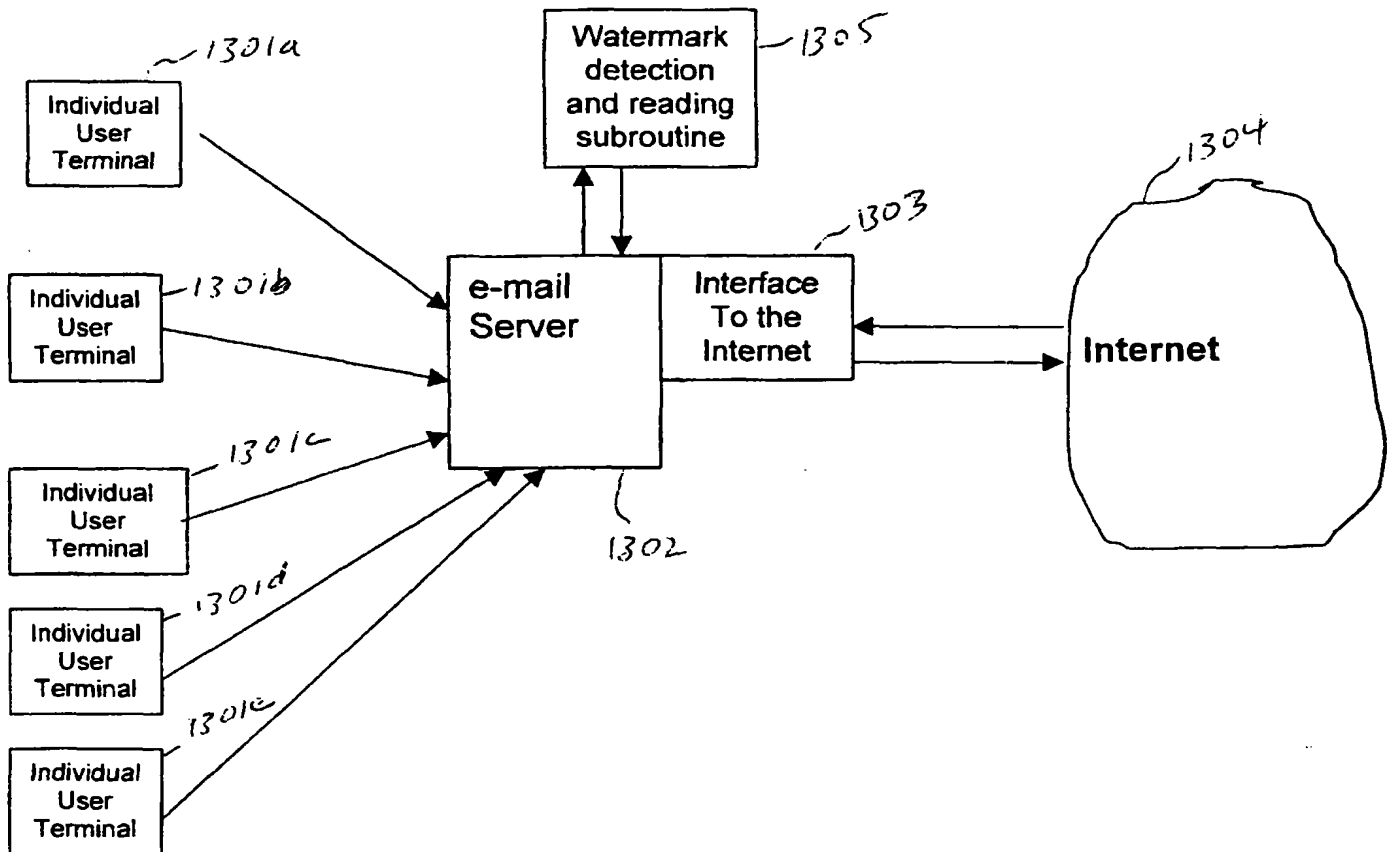 1301a
Individual
User
Terminal
Watermark
detection
and reading
subroutine
1305
1304
1303
1301b
Individual
User
Terminal
e-mail
Server
Interface
To the
Internet
Internet
1301c
Individual
User
Terminal
1302
1301d
Individual
User
Terminal
1301e
Individual
User
Terminal